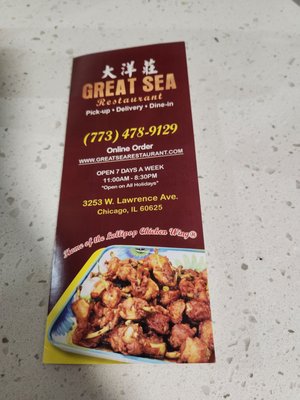 大洋莊
GREAT SEA
Restaurant
Pick-up • Delivery • Dine-in
(773) 478-9129
Online Order
WWW.GREATSEARESTAURANT.COM
OPEN 7 DAYS A WEEK
11:00AM - 8:30PM
"Open on All Holidays"
3253 W. Lawrence Ave.
Chicago, IL 60625
Home of the Lollipop Chicken Wing®